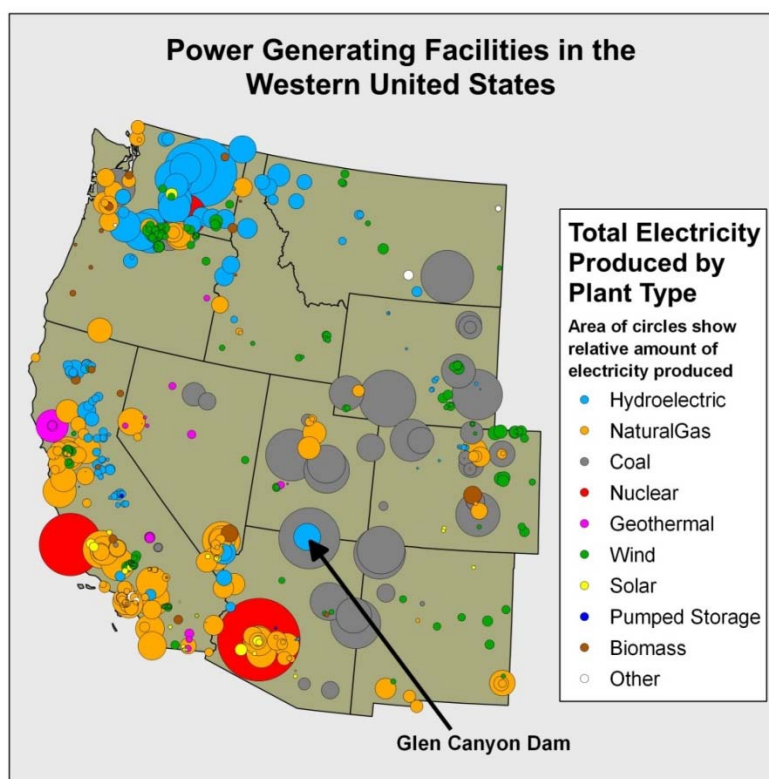 Power Generating Facilities in the
Western United States
Total Electricity
Produced by
Plant Type
Area of circles show
relative amount of
electricity produced
Hydroelectric
NaturalGas
Coal
Nuclear
Geothermal
Wind
Solar
Pumped Storage
Biomass
Other
Glen Canyon Dam